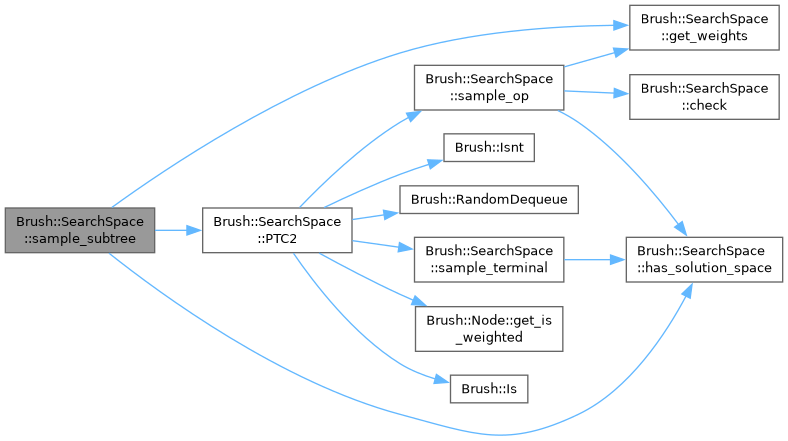 Brush::SearchSpace
::sample_subtree
Brush::SearchSpace
::PTC2
Brush::SearchSpace
::sample_op
Brush::Isnt
Brush::RandomDequeue
Brush::SearchSpace
::sample_terminal
Brush::Node::get_is
_weighted
Brush::Is
Brush::SearchSpace
::get_weights
Brush::SearchSpace
::check
Brush::SearchSpace
::has_solution_space